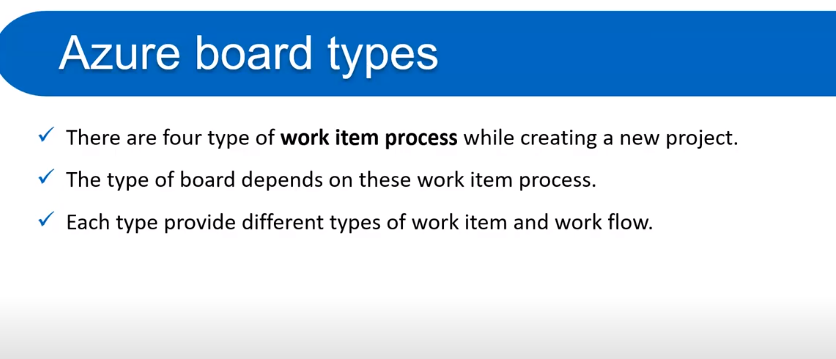 Azure board types
There are four type of work item process while creating a new project.
The type of board depends on these work item process.
Each type provide different types of work item and work flow.